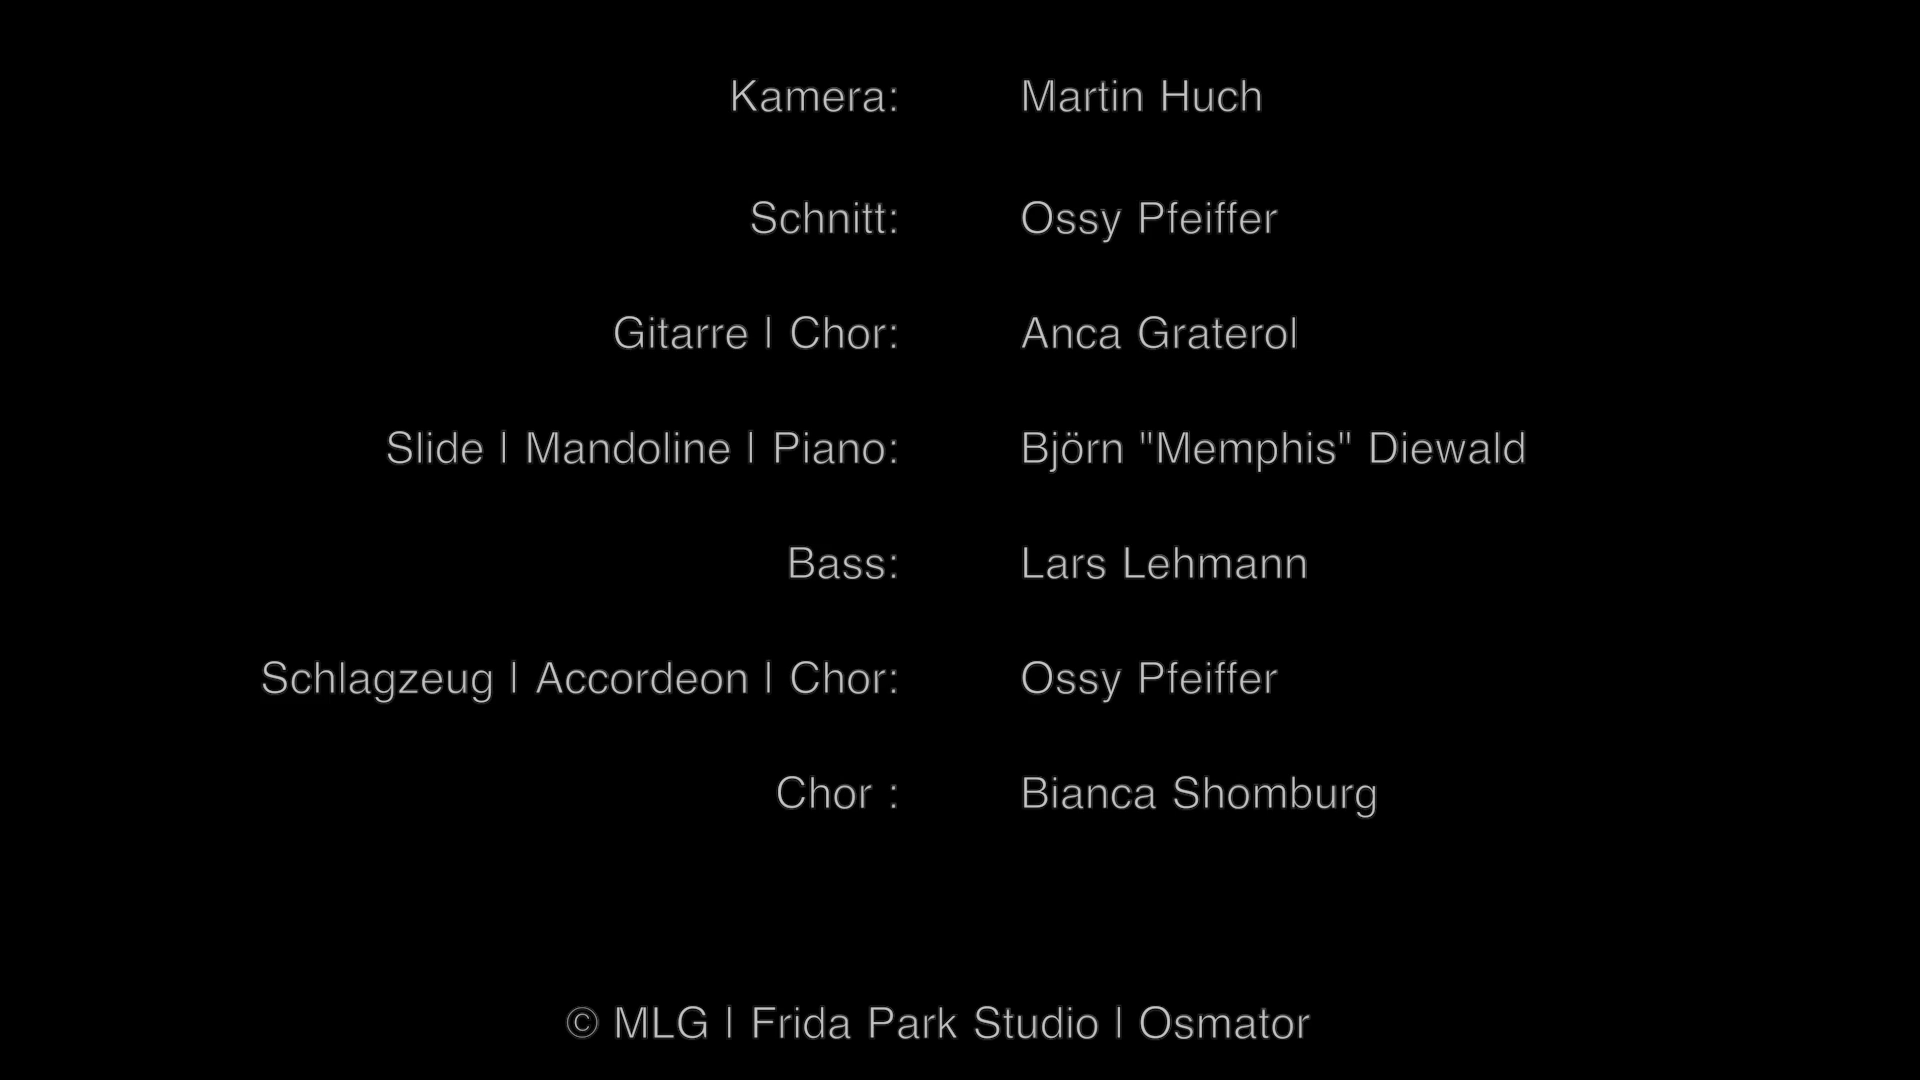 Kamera: Martin Huch
Schnitt: Ossy Pfeiffer
Gitarre | Chor: Anca Graterol
Slide | Mandoline | Piano: Björn "Memphis" Diewald
Bass: Lars Lehmann
Schlagzeug | Accordeon | Chor: Ossy Pfeiffer
Chor : Bianca Shomburg
© MLG | Frida Park Studio | Osmator